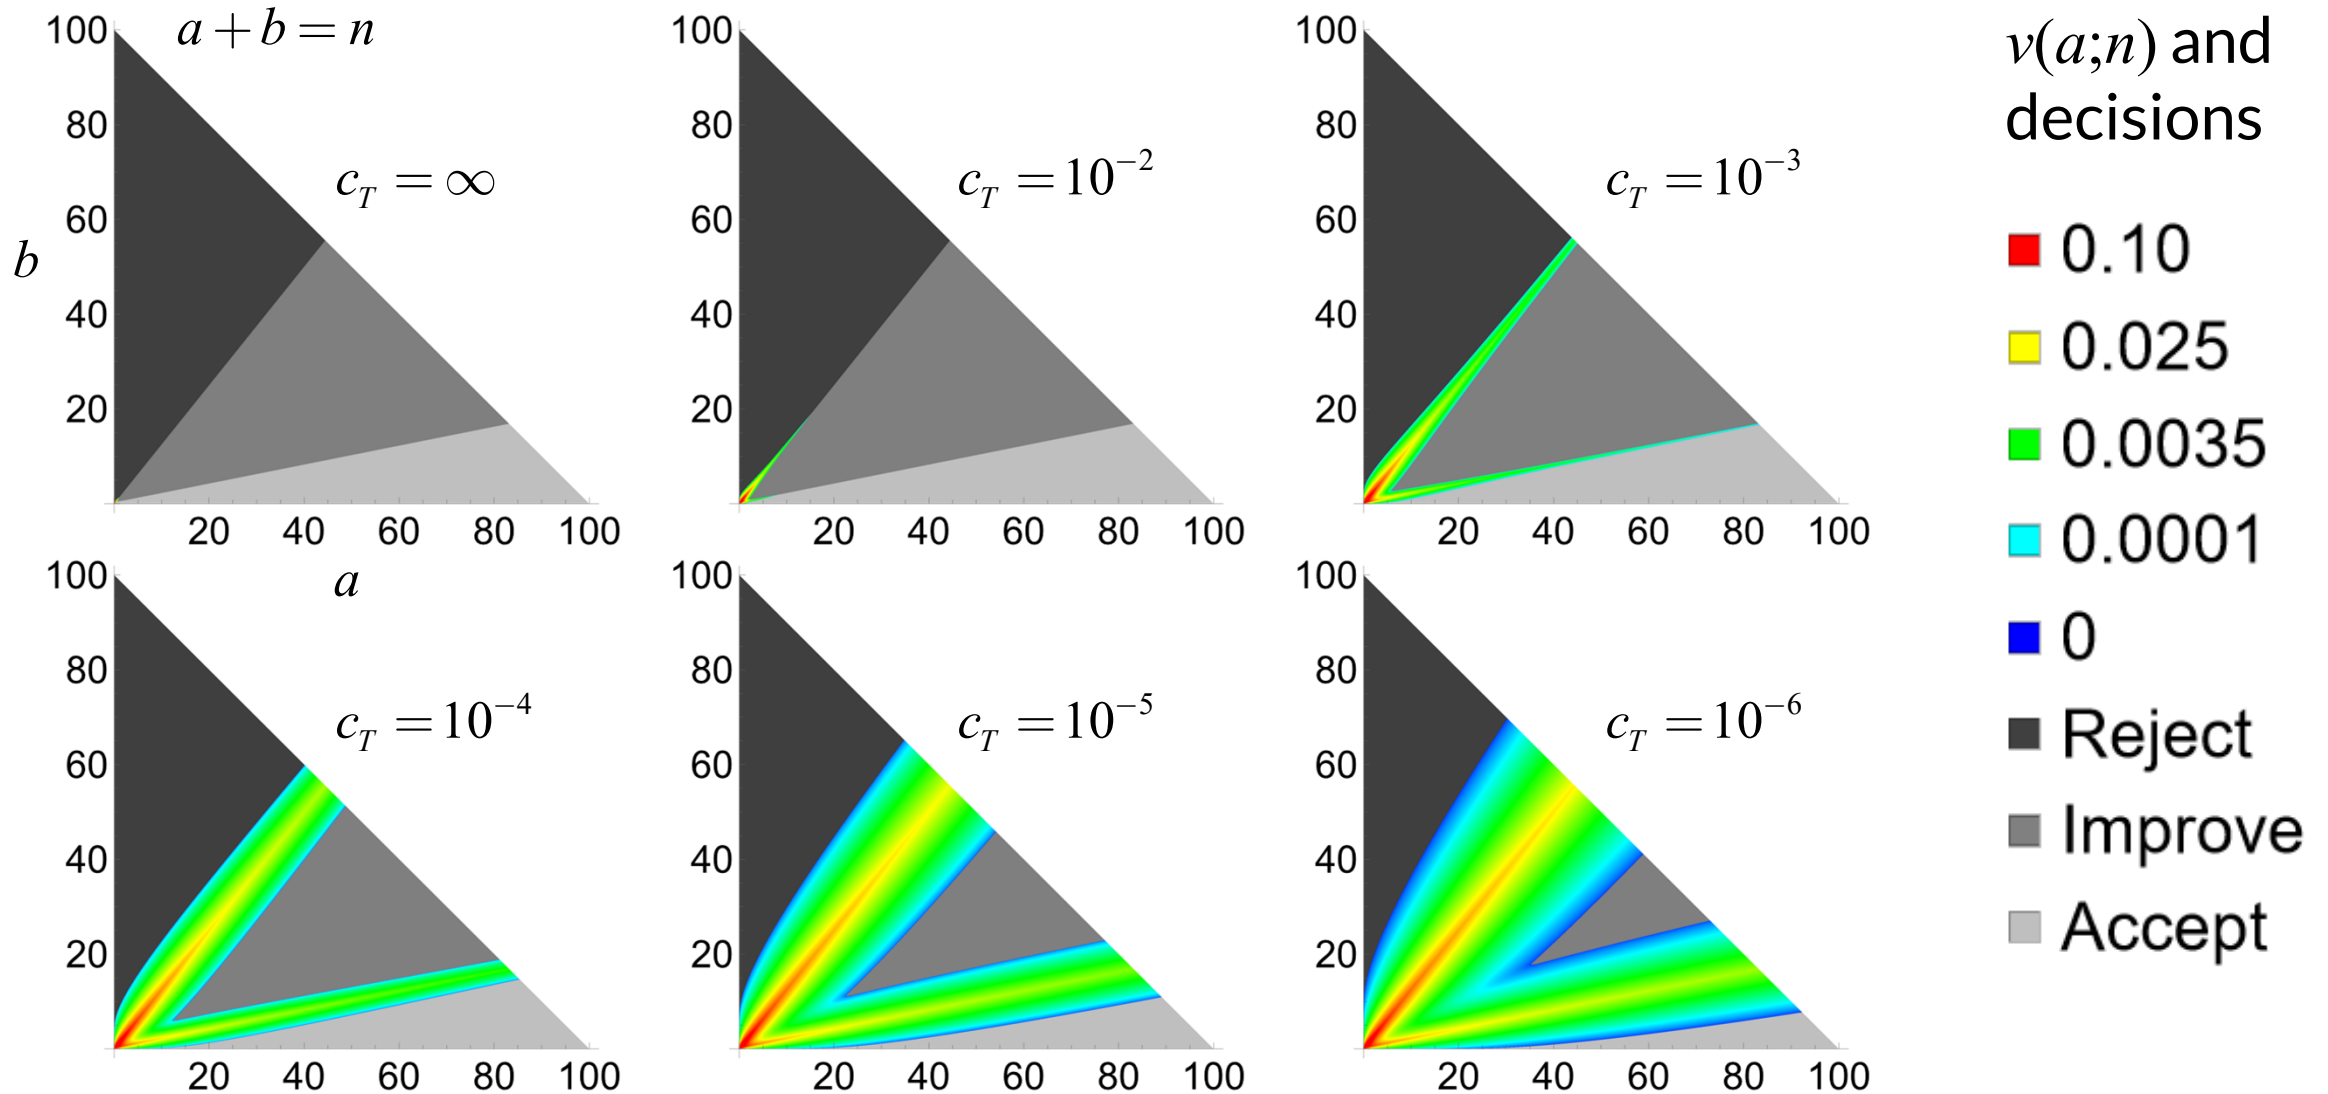 a + b = n
c_T = ∞
b
100
80
60
40
20
20 40 60 80 100
a
c_T = 10⁻²
100
80
60
40
20
20 40 60 80 100
c_T = 10⁻³
100
80
60
40
20
20 40 60 80 100
c_T = 10⁻⁴
100
80
60
40
20
20 40 60 80 100
c_T = 10⁻⁵
100
80
60
40
20
20 40 60 80 100
c_T = 10⁻⁶
100
80
60
40
20
20 40 60 80 100
v(a;n) and
decisions
0.10
0.025
0.0035
0.0001
0
Reject
Improve
Accept